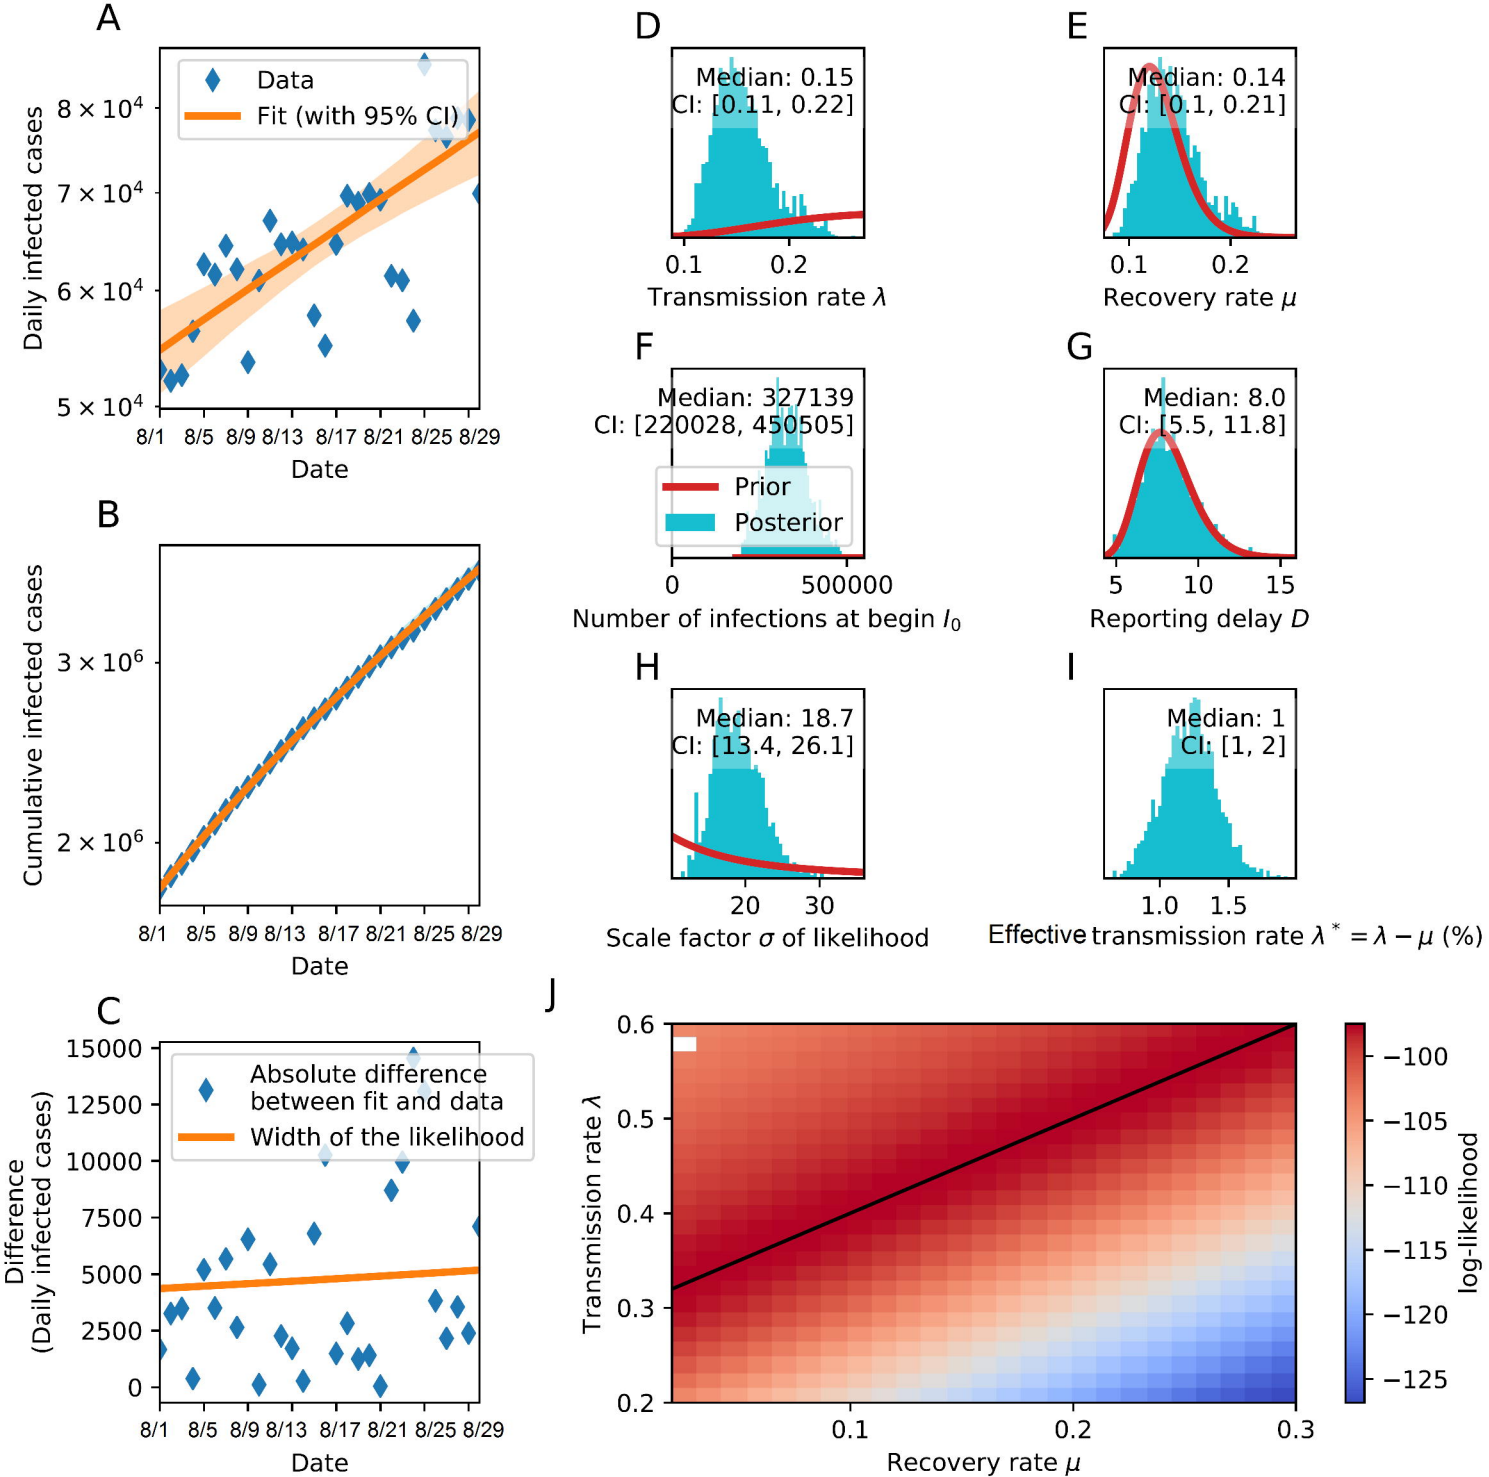 A
Data
Fit (with 95% CI)
8 × 10⁴
7 × 10⁴
6 × 10⁴
5 × 10⁴
Daily infected cases
8/1 8/5 8/9 8/13 8/17 8/21 8/25 8/29
Date
B
3 × 10⁶
2 × 10⁶
Cumulative infected cases
8/1 8/5 8/9 8/13 8/17 8/21 8/25 8/29
Date
C
Absolute difference
between fit and data
Width of the likelihood
15000
12500
10000
7500
5000
2500
0
Difference
(Daily infected cases)
8/1 8/5 8/9 8/13 8/17 8/21 8/25 8/29
Date
D
Median: 0.15
CI: [0.11, 0.22]
0.1 0.2
Transmission rate λ
E
Median: 0.14
CI: [0.1, 0.21]
0.1 0.2
Recovery rate μ
F
Median: 327139
CI: [220028, 450505]
Prior
Posterior
0 500000
Number of infections at begin I₀
G
Median: 8.0
CI: [5.5, 11.8]
5 10 15
Reporting delay D
H
Median: 18.7
CI: [13.4, 26.1]
20 30
Scale factor σ of likelihood
I
Median: 1
CI: [1, 2]
1.0 1.5
Effective transmission rate λ* = λ − μ (%)
J
0.6
0.5
0.4
0.3
0.2
Transmission rate λ
0.1 0.2 0.3
Recovery rate μ
−100
−105
−110
−115
−120
−125
log-likelihood